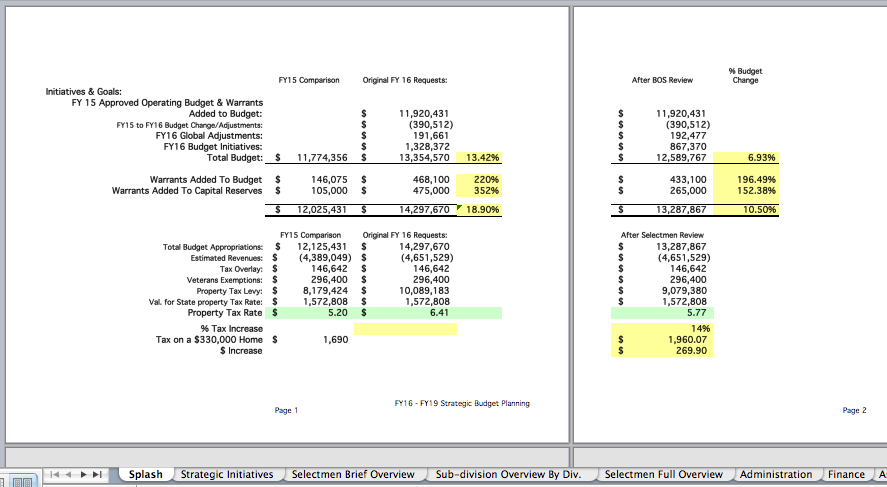 % Budget
FY15 Comparison Original FY 16 Requests: After BOS Review Change
Initiatives & Goals:
FY 15 Approved Operating Budget & Warrants
Added to Budget: $ 11,920,431 $ 11,920,431
FY15 to FY16 Budget Change/Adjustments: $ (390,512) $ (390,512)
FY16 Global Adjustments: $ 191,661 $ 192,477
FY16 Budget Initiatives: $ 1,328,372 $ 867,370
Total Budget: $ 11,774,356 $ 13,354,570 13.42% $ 12,589,767 6.93%
Warrants Added To Budget $ 146,075 $ 468,100 220% $ 433,100 196.49%
Warrants Added To Capital Reserves $ 105,000 $ 475,000 352% $ 265,000 152.38%
$ 12,025,431 $ 14,297,670 18.90% $ 13,287,867 10.50%
FY15 Comparison Original FY 16 Requests: After Selectmen Review
Total Budget Appropriations: $ 12,125,431 $ 14,297,670 $ 13,287,867
Estimated Revenues: $ (4,389,049) $ (4,651,529) $ (4,651,529)
Tax Overlay: $ 146,642 $ 146,642 $ 146,642
Veterans Exemptions: $ 296,400 $ 296,400 $ 296,400
Property Tax Levy: $ 8,179,424 $ 10,089,183 $ 9,079,380
Val. for State property Tax Rate: $ 1,572,808 $ 1,572,808 $ 1,572,808
Property Tax Rate $ 5.20 $ 6.41 5.77
% Tax Increase 14%
Tax on a $330,000 Home $ 1,690 $ 1,960.07
$ Increase $ 269.90
FY16 - FY19 Strategic Budget Planning
Page 1 Page 2
Splash Strategic Initiatives Selectmen Brief Overview Sub-division Overview By Div. Selectmen Full Overview Administration Finance A